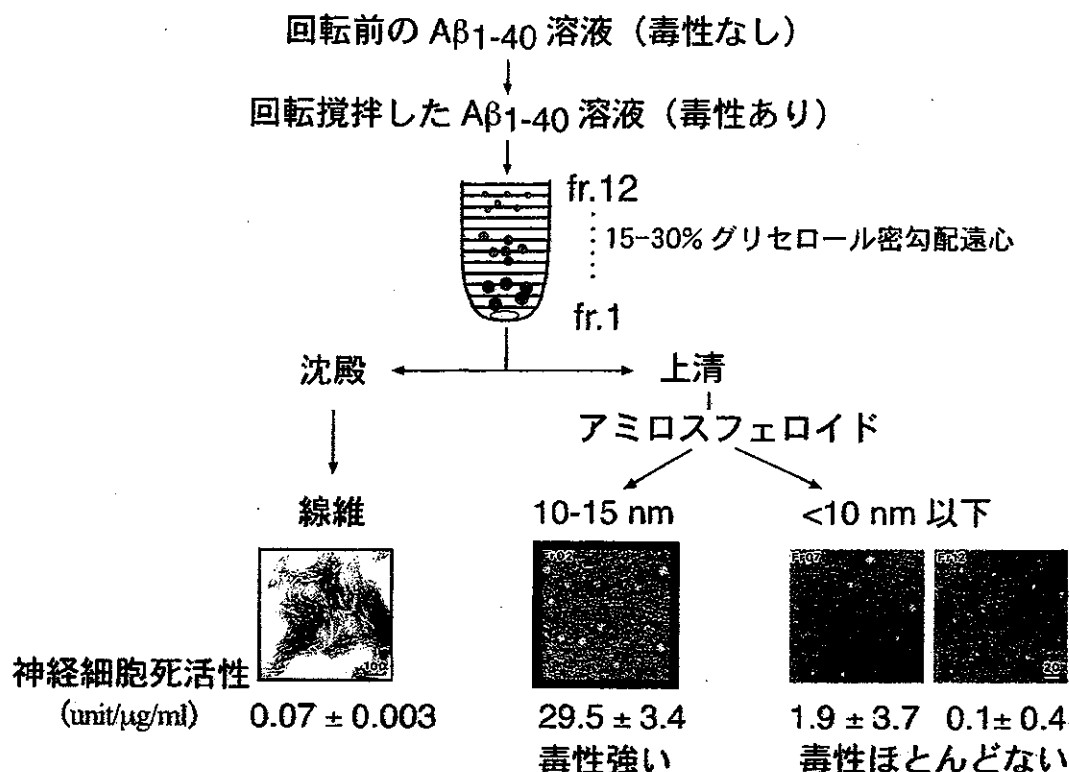 回転前の Aβ1-40 溶液（毒性なし）
回転撹拌した Aβ1-40 溶液（毒性あり）
fr.12
15-30% グリセロール密勾配遠心
fr.1
沈殿
上清
アミロスフェロイド
線維
10-15 nm
<10 nm 以下
Fr02
Fr07
Fr12
神経細胞死活性
(unit/μg/ml)
0.07 ± 0.003
29.5 ± 3.4
1.9 ± 3.7
0.1± 0.4
毒性強い
毒性ほとんどない